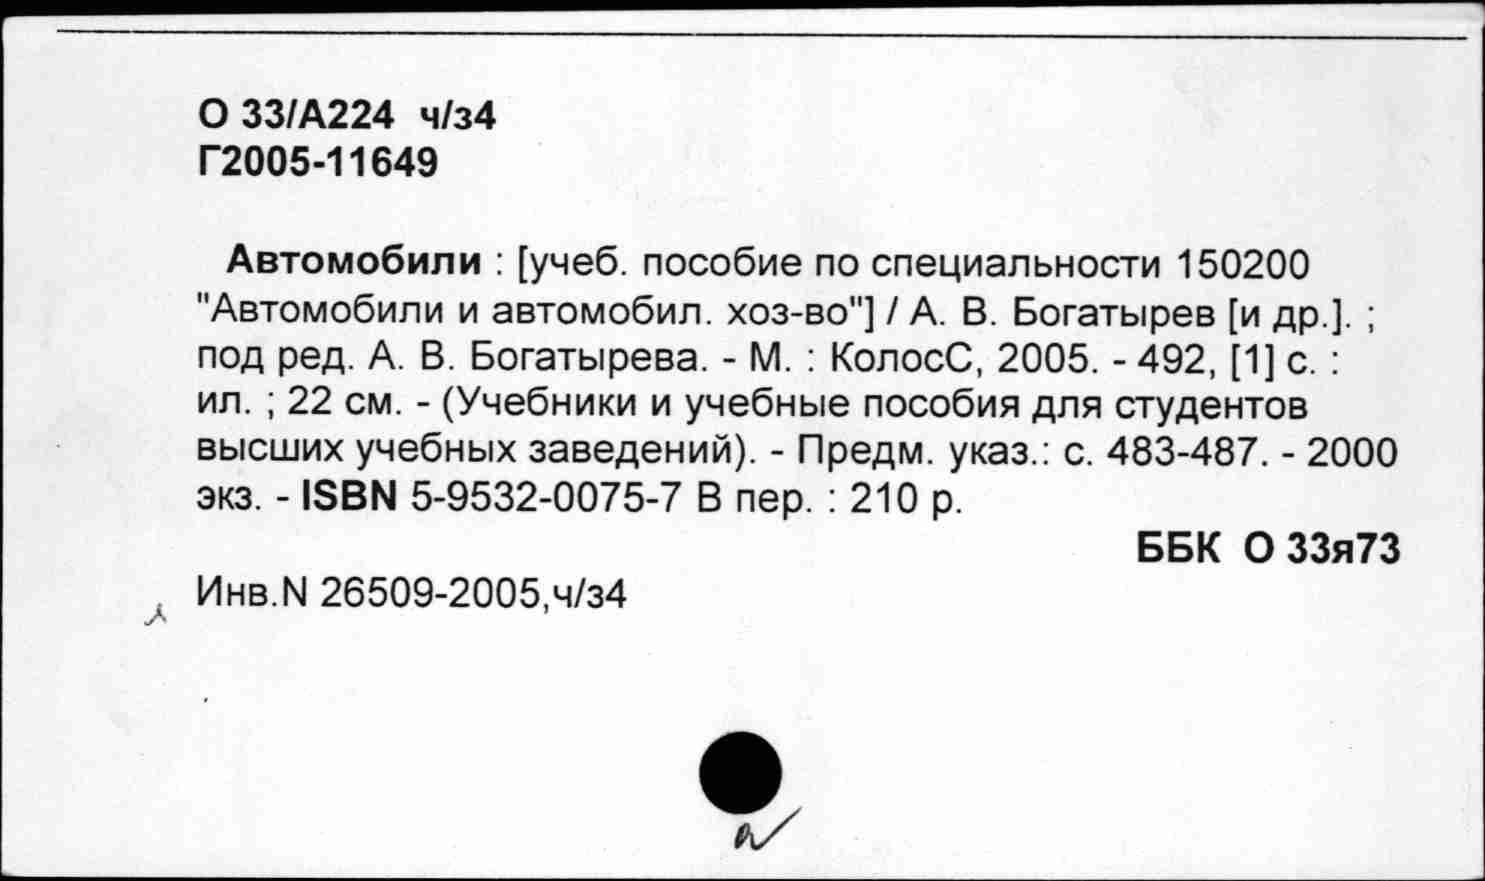 О 33/А224 ч/з4
Г2005-11649
Автомобили : [учеб. пособие по специальности 150200
"Автомобили и автомобил. хоз-во"] / А. В. Богатырев [и др.]. ;
под ред. А. В. Богатырева. - М. : КолосС, 2005. - 492, [1] с. :
ил. ; 22 см. - (Учебники и учебные пособия для студентов
высших учебных заведений). - Предм. указ.: с. 483-487. - 2000
экз. - ISBN 5-9532-0075-7 В пер. : 210 р.
ББК О 33я73
Инв.N 26509-2005,ч/з4